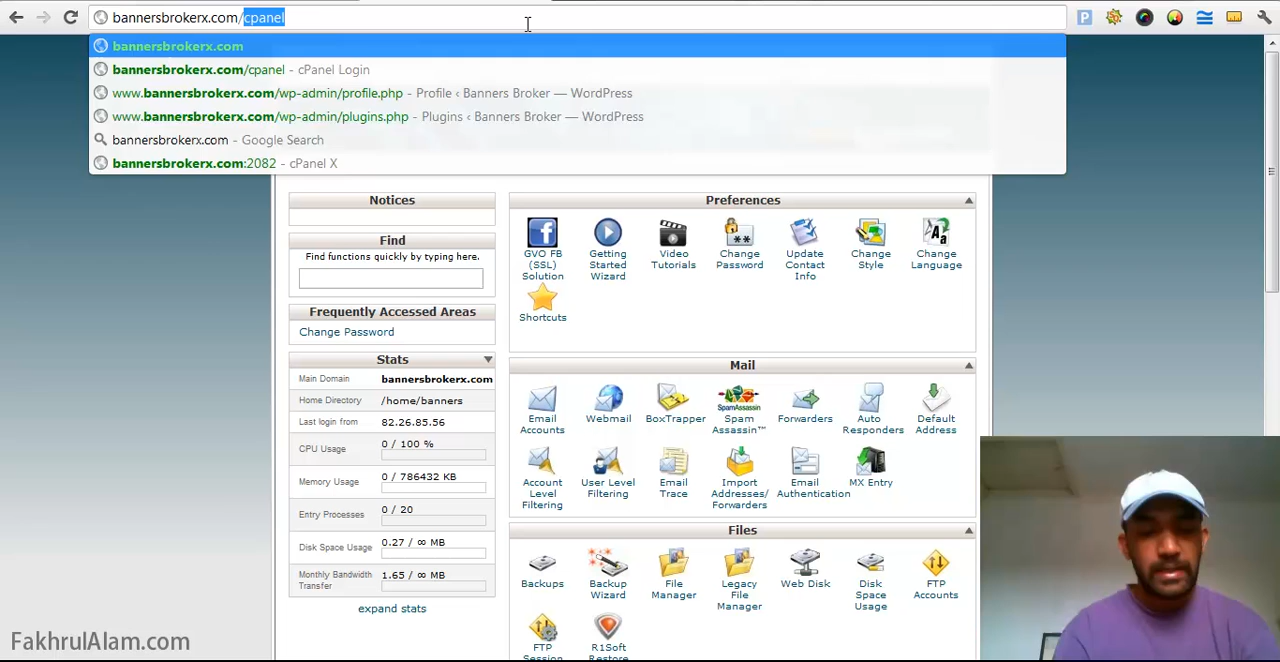 bannersbrokerx.com/cpanel
bannersbrokerx.com
bannersbrokerx.com/cpanel - cPanel Login
www.bannersbrokerx.com/wp-admin/profile.php - Profile ‹ Banners Broker — WordPress
www.bannersbrokerx.com/wp-admin/plugins.php - Plugins ‹ Banners Broker — WordPress
bannersbrokerx.com - Google Search
bannersbrokerx.com:2082 - cPanel X
Notices
Find
Find functions quickly by typing here.
Frequently Accessed Areas
Change Password
Stats
Main Domain bannersbrokerx.com
Home Directory /home/banners
Last login from 82.26.85.56
CPU Usage 0 / 100 %
Memory Usage 0 / 786432 KB
Entry Processes 0 / 20
Disk Space Usage 0.27 / ∞ MB
Monthly Bandwidth
Transfer
1.65 / ∞ MB
expand stats
Preferences
GVO FB
(SSL)
Solution
Getting
Started
Wizard
Video
Tutorials
Change
Password
Update
Contact
Info
Change
Style
Change
Language
Shortcuts
Mail
Email
Accounts
Webmail
BoxTrapper
SpamAssassin
Spam
Assassin™
Forwarders
Auto
Responders
Default
Address
Account
Level
Filtering
User Level
Filtering
Email
Trace
Import
Addresses/
Forwarders
Email
Authentication
MX Entry
Files
Backups
Backup
Wizard
File
Manager
Legacy
File
Manager
Web Disk
Disk
Space
Usage
FTP
Accounts
FTP
Session
R1Soft
Restore
FakhrulAlam.com